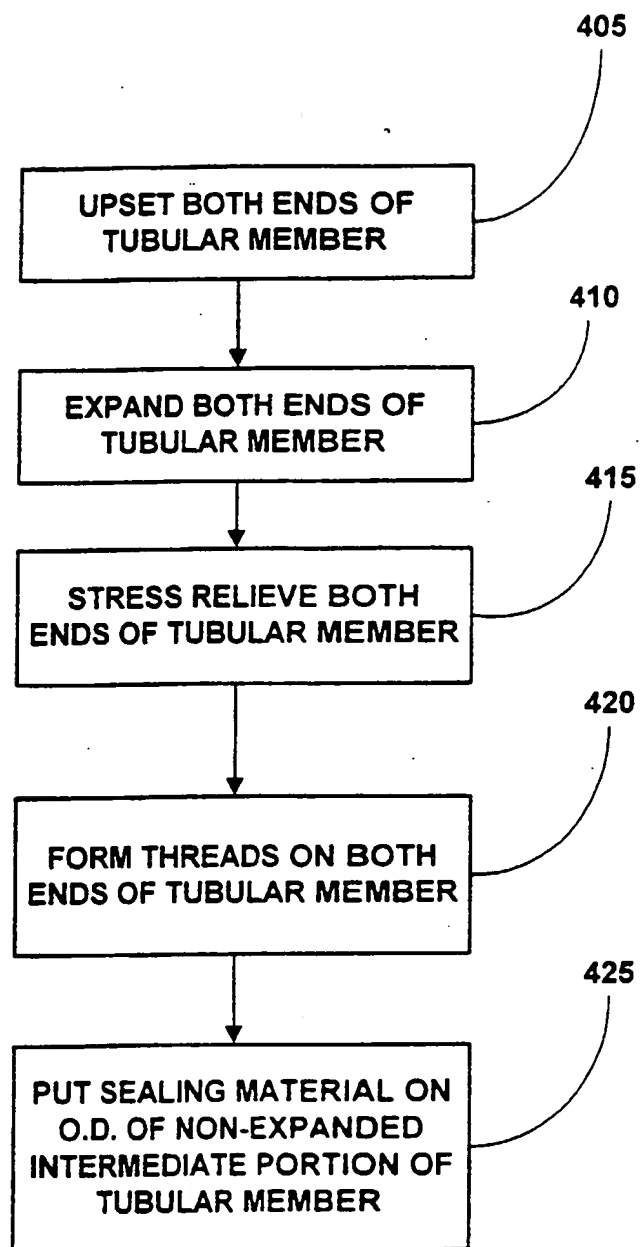 405
UPSET BOTH ENDS OF
TUBULAR MEMBER
410
EXPAND BOTH ENDS OF
TUBULAR MEMBER
415
STRESS RELIEVE BOTH
ENDS OF TUBULAR MEMBER
420
FORM THREADS ON BOTH
ENDS OF TUBULAR MEMBER
425
PUT SEALING MATERIAL ON
O.D. OF NON-EXPANDED
INTERMEDIATE PORTION OF
TUBULAR MEMBER